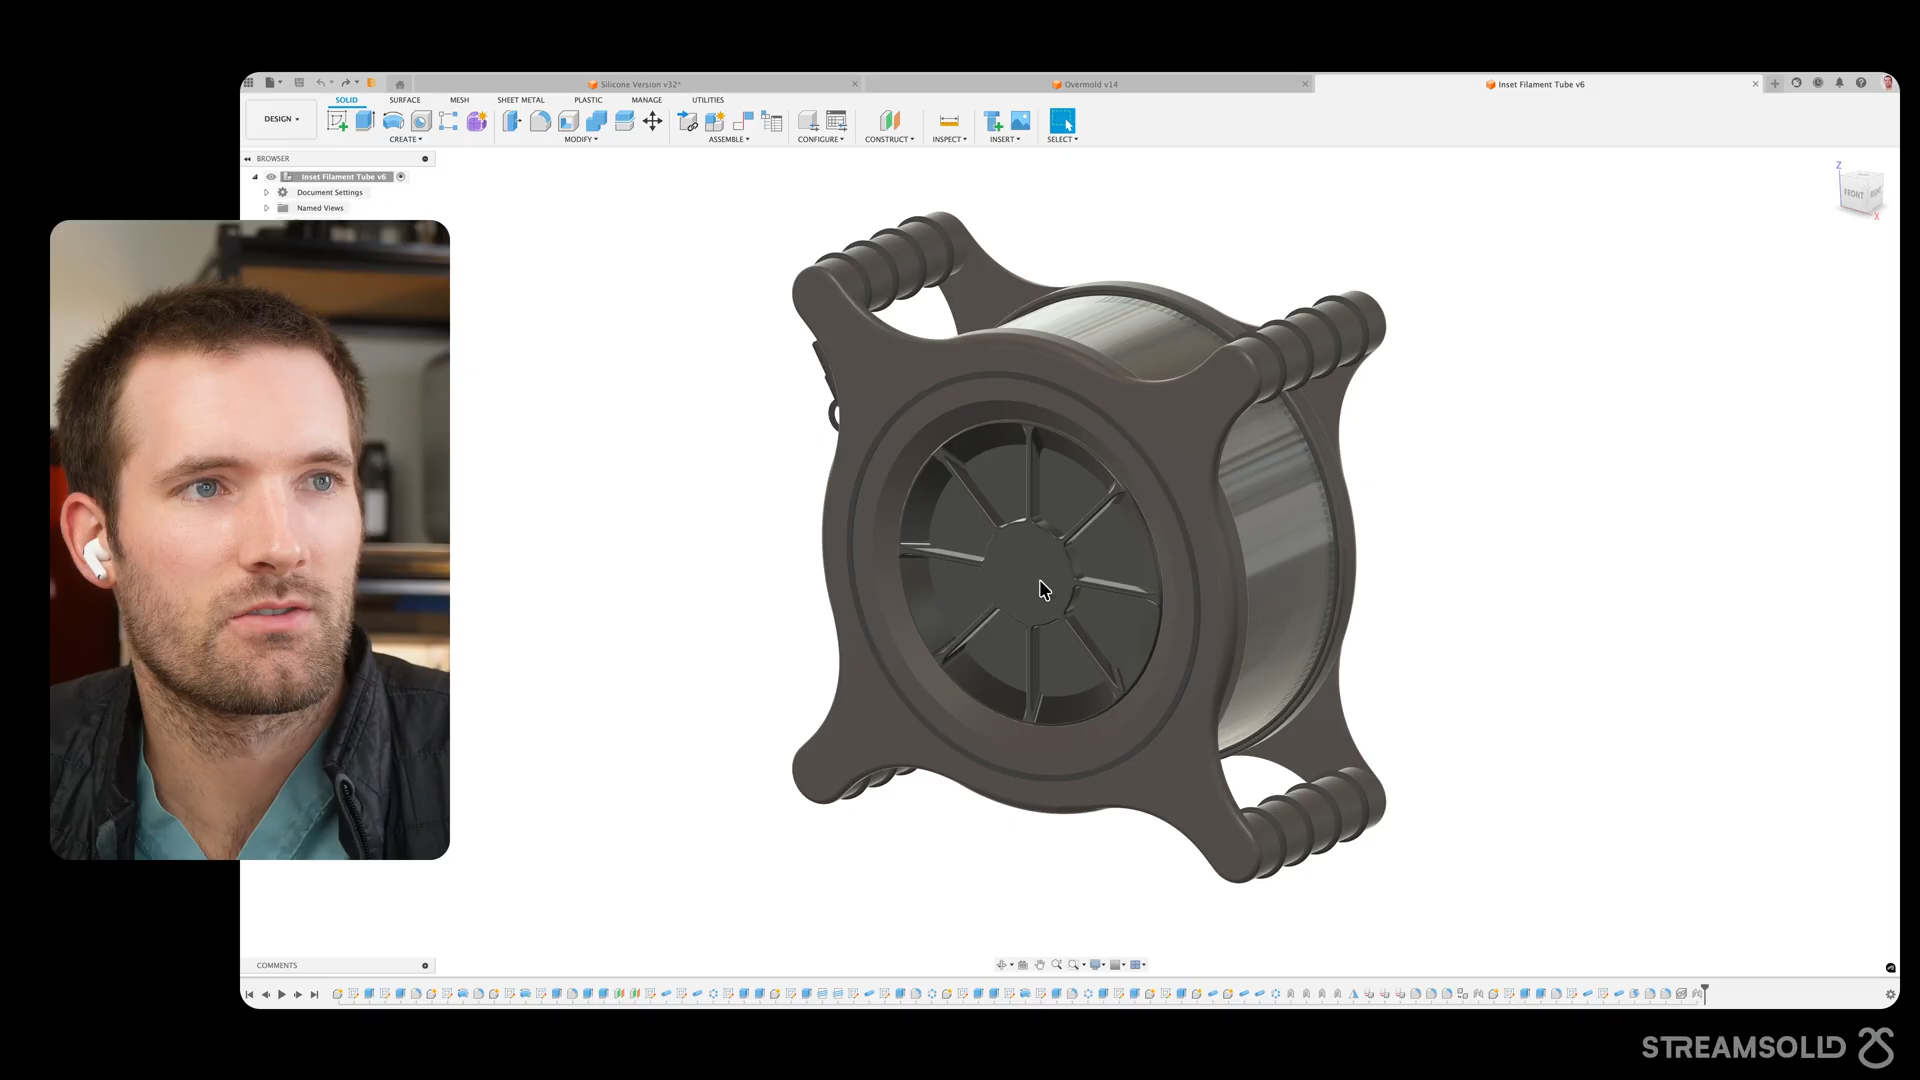 Silicone Version v32*
Overmold v14
Inset Filament Tube v6
DESIGN
SOLID
SURFACE
MESH
SHEET METAL
PLASTIC
MANAGE
UTILITIES
CREATE
MODIFY
ASSEMBLE
CONFIGURE
CONSTRUCT
INSPECT
INSERT
SELECT
BROWSER
Inset Filament Tube v6
Document Settings
Named Views
Z
FRONT
RIGHT
X
COMMENTS
STREAMSOLID